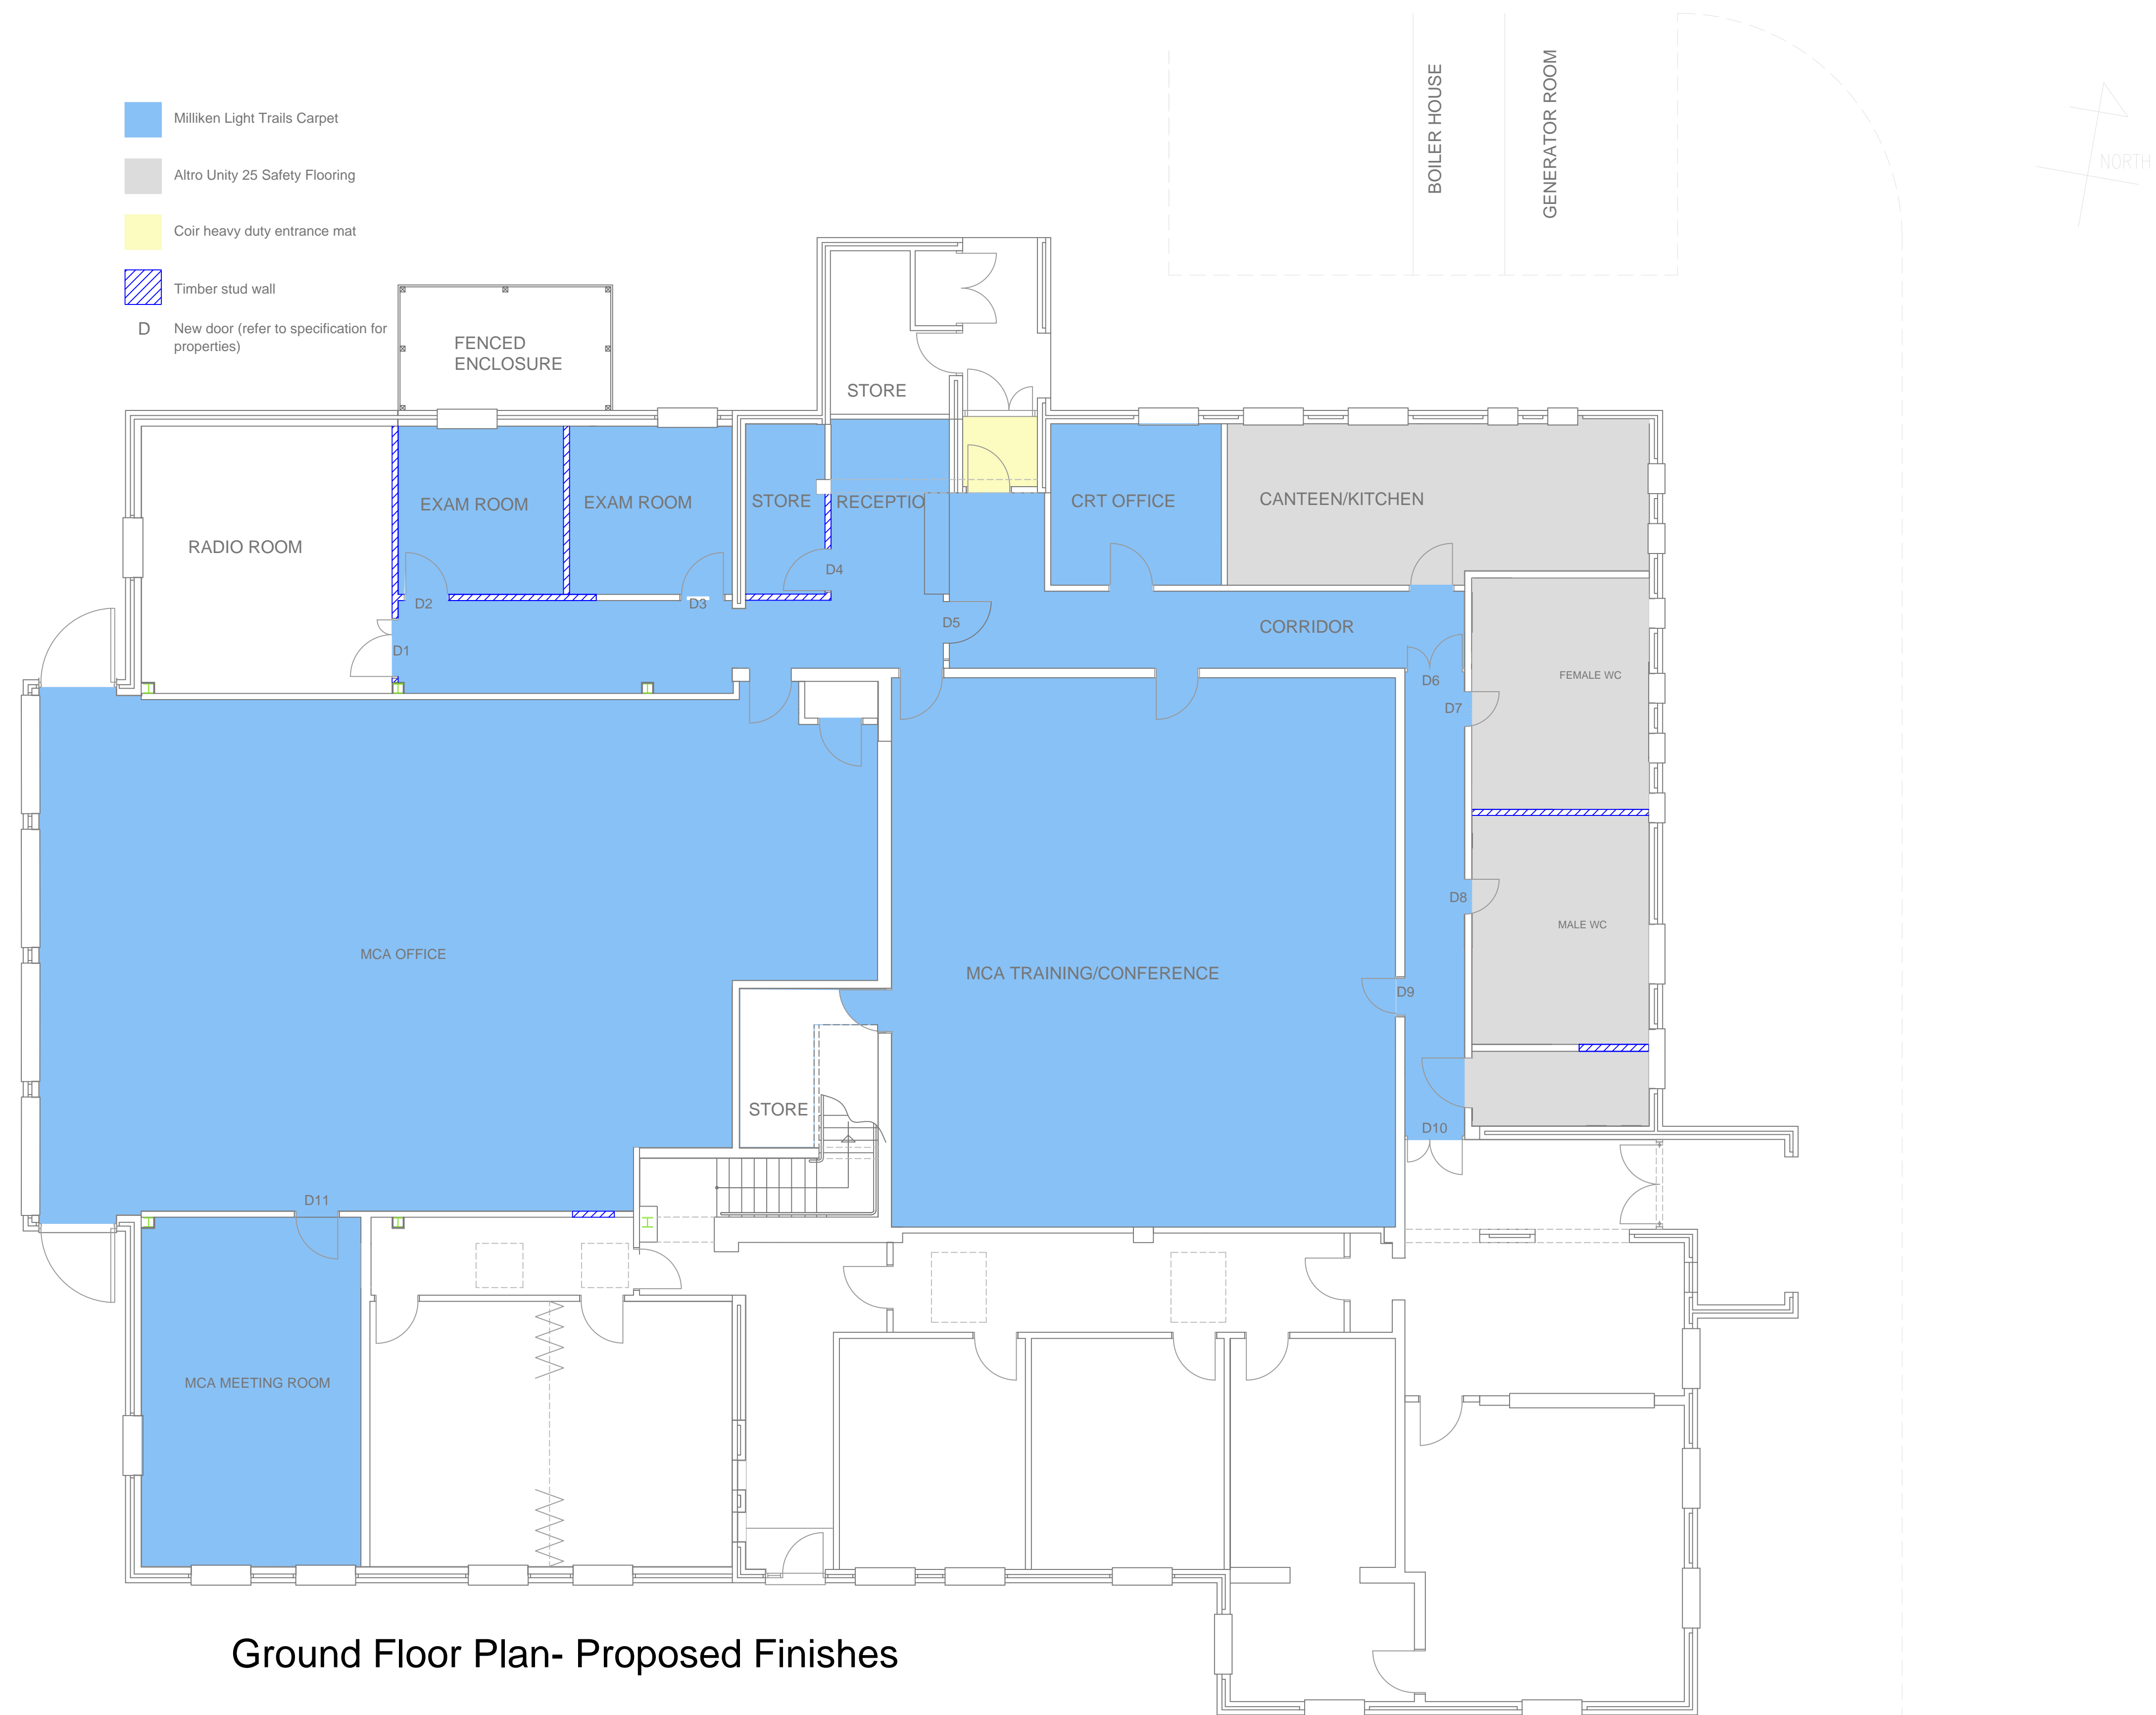 BOILER HOUSE
GENERATOR ROOM
NORTH
Milliken Light Trails Carpet
Altro Unity 25 Safety Flooring
Coir heavy duty entrance mat
Timber stud wall
D
New door (refer to specification for
properties)
FENCED
ENCLOSURE
STORE
RADIO ROOM
EXAM ROOM
EXAM ROOM
STORE
RECEPTIO
CRT OFFICE
CANTEEN/KITCHEN
D4
D2
D3
D5
CORRIDOR
D1
D6
FEMALE WC
D7
D8
MALE WC
MCA OFFICE
MCA TRAINING/CONFERENCE
D9
STORE
D10
D11
MCA MEETING ROOM
Ground Floor Plan- Proposed Finishes